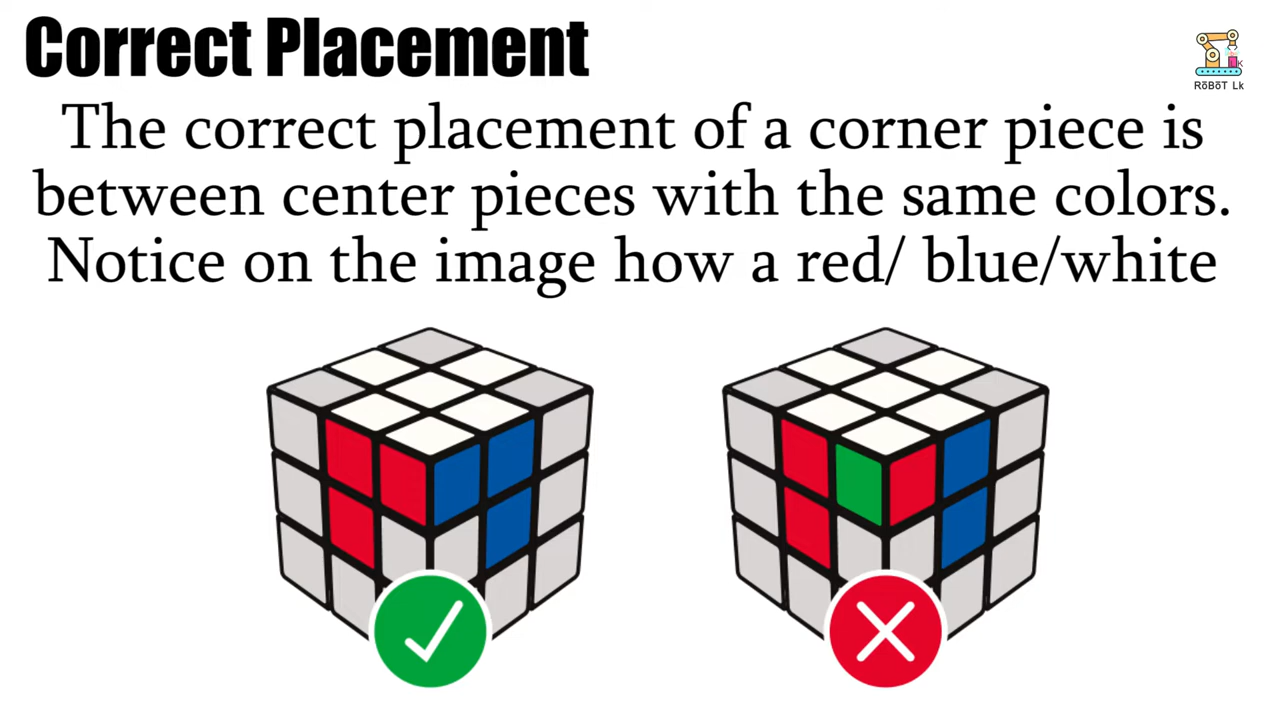 Correct Placement
RōBōT Lk
The correct placement of a corner piece is
between center pieces with the same colors.
Notice on the image how a red/ blue/white